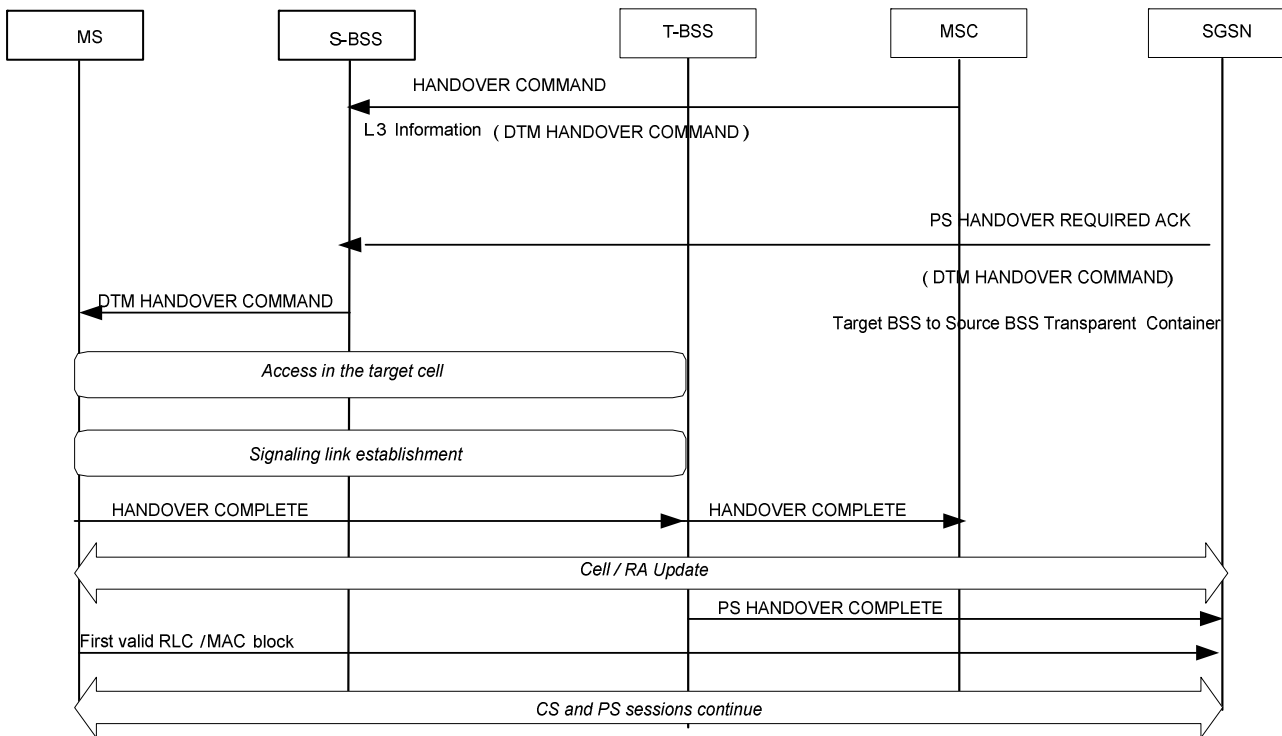 MS
S-BSS
T-BSS
MSC
SGSN
HANDOVER COMMAND
L3 Information ( DTM HANDOVER COMMAND )
PS HANDOVER REQUIRED ACK
( DTM HANDOVER COMMAND)
DTM HANDOVER COMMAND
Target BSS to Source BSS Transparent Container
Access in the target cell
Signaling link establishment
HANDOVER COMPLETE
HANDOVER COMPLETE
Cell / RA Update
PS HANDOVER COMPLETE
First valid RLC /MAC block
CS and PS sessions continue